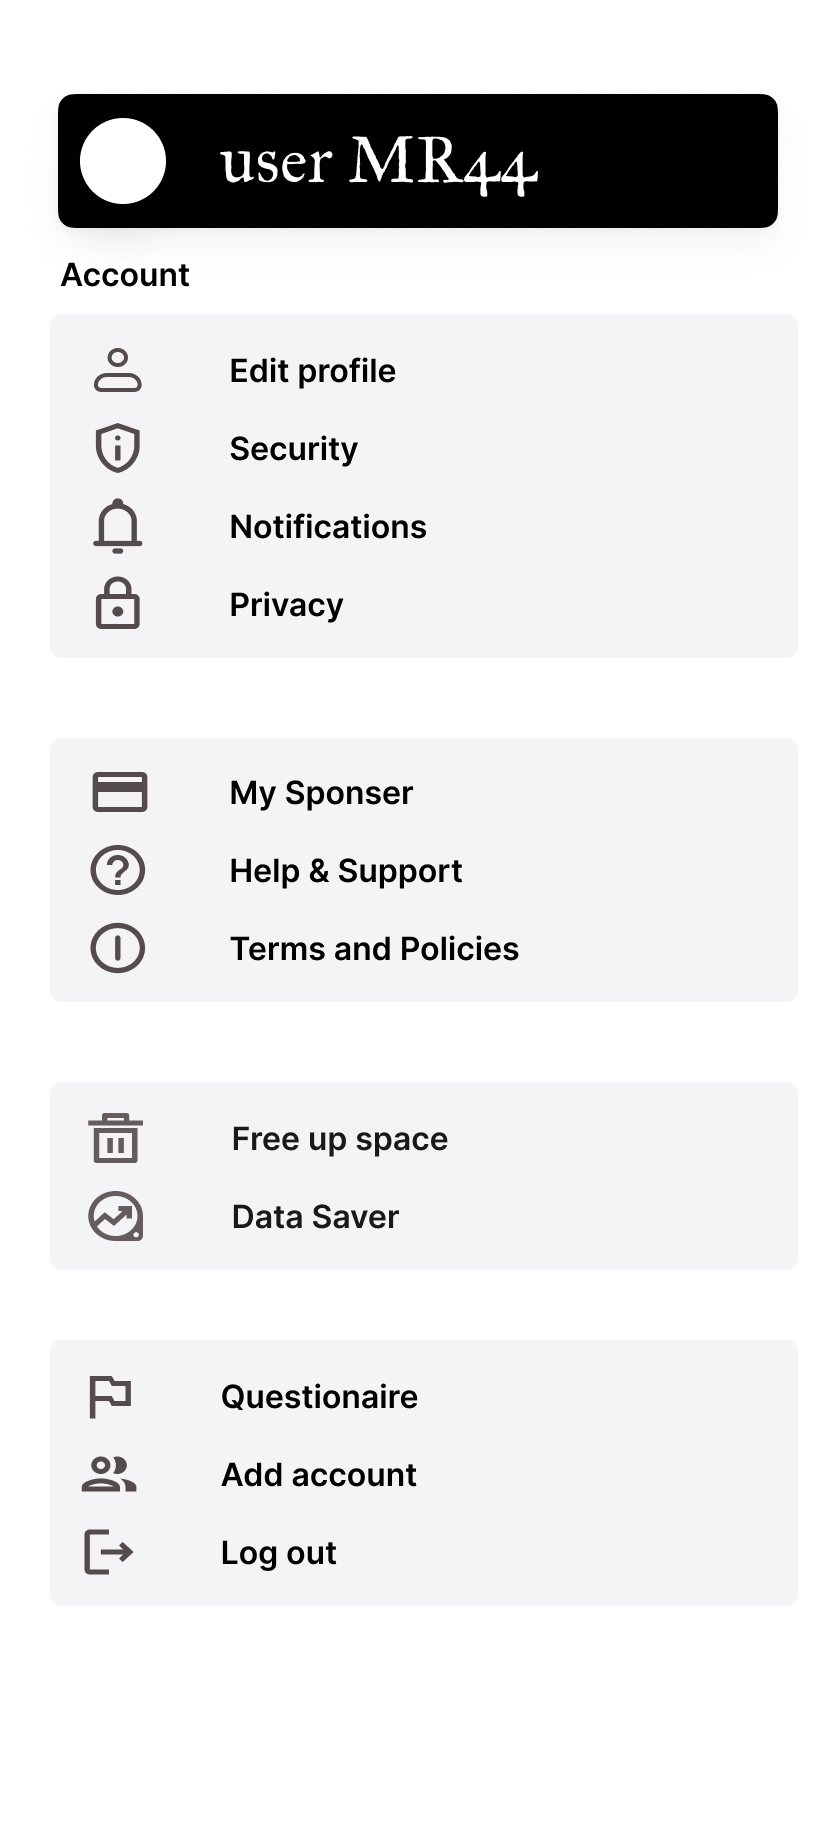 user MR44
Account
Edit profile
Security
Notifications
Privacy
My Sponser
Help & Support
Terms and Policies
Free up space
Data Saver
Questionaire
Add account
Log out